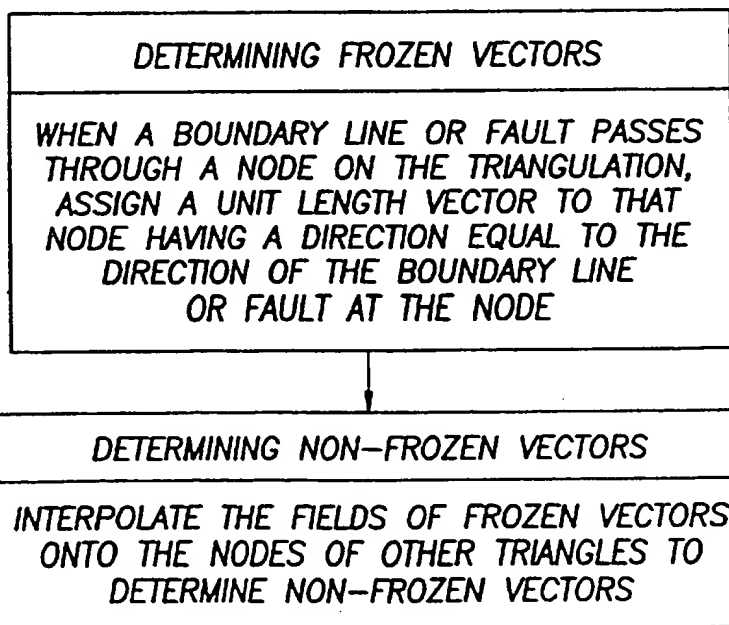 DETERMINING FROZEN VECTORS
WHEN A BOUNDARY LINE OR FAULT PASSES
THROUGH A NODE ON THE TRIANGULATION,
ASSIGN A UNIT LENGTH VECTOR TO THAT
NODE HAVING A DIRECTION EQUAL TO THE
DIRECTION OF THE BOUNDARY LINE
OR FAULT AT THE NODE
DETERMINING NON-FROZEN VECTORS
INTERPOLATE THE FIELDS OF FROZEN VECTORS
ONTO THE NODES OF OTHER TRIANGLES TO
DETERMINE NON-FROZEN VECTORS